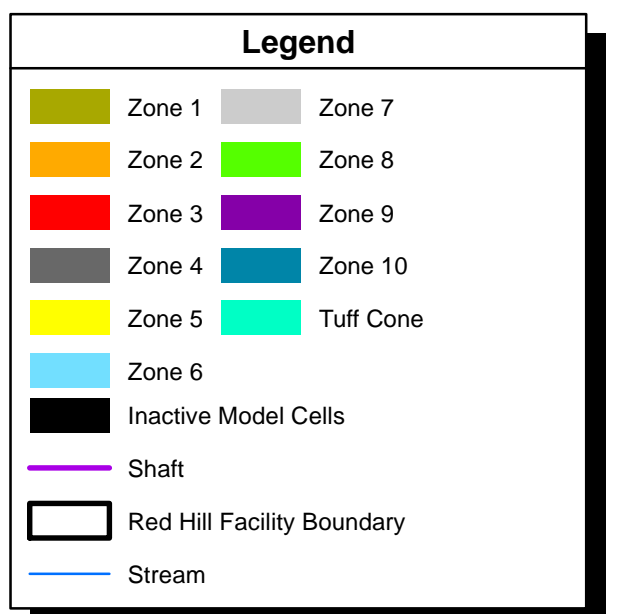 Legend
Zone 1
Zone 7
Zone 2
Zone 8
Zone 3
Zone 9
Zone 4
Zone 10
Zone 5
Tuff Cone
Zone 6
Inactive Model Cells
Shaft
Red Hill Facility Boundary
Stream